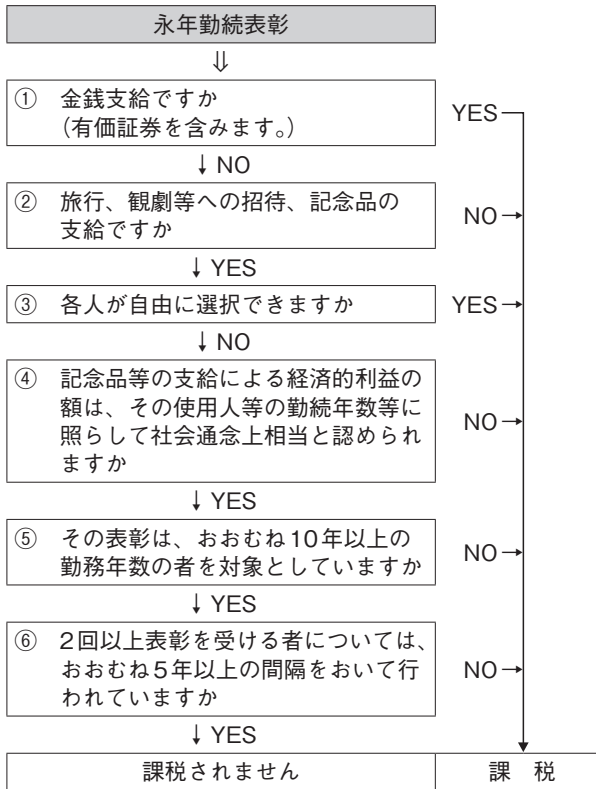 永年勤続表彰
⇓
① 金銭支給ですか
(有価証券を含みます。)
YES
↓ NO
② 旅行、観劇等への招待、記念品の
支給ですか
NO→
↓ YES
③ 各人が自由に選択できますか
YES→
↓ NO
④ 記念品等の支給による経済的利益の
額は、その使用人等の勤続年数等に
照らして社会通念上相当と認められ
ますか
NO→
↓ YES
⑤ その表彰は、おおむね10年以上の
勤務年数の者を対象としていますか
NO→
↓ YES
⑥ 2回以上表彰を受ける者については、
おおむね5年以上の間隔をおいて行
われていますか
NO→
↓ YES
課税されません
課 税